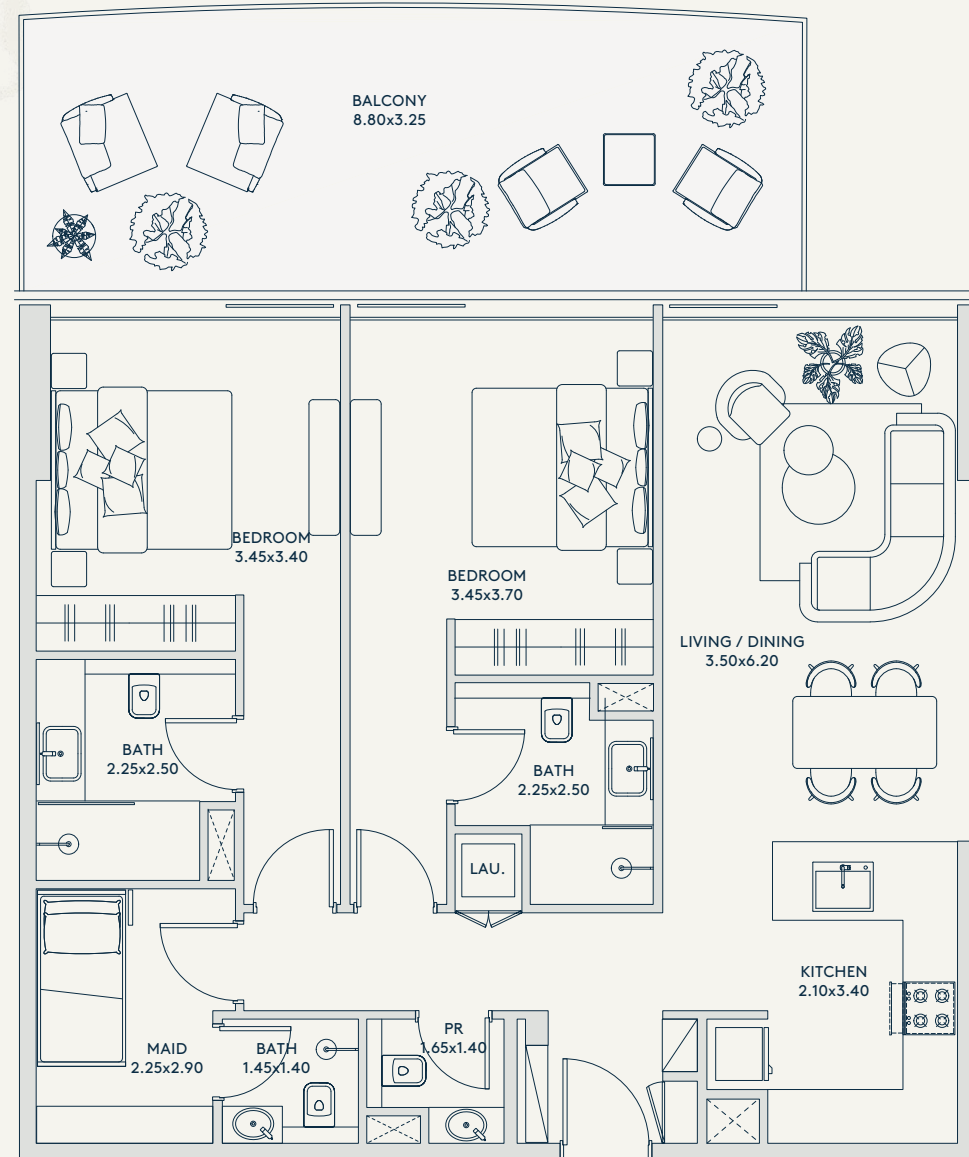 BALCONY
8.80x3.25
BEDROOM
3.45x3.40
BEDROOM
3.45x3.70
LIVING / DINING
3.50x6.20
BATH
2.25x2.50
BATH
2.25x2.50
LAU.
KITCHEN
2.10x3.40
MAID
2.25x2.90
BATH
1.45x1.40
PR
1.65x1.40